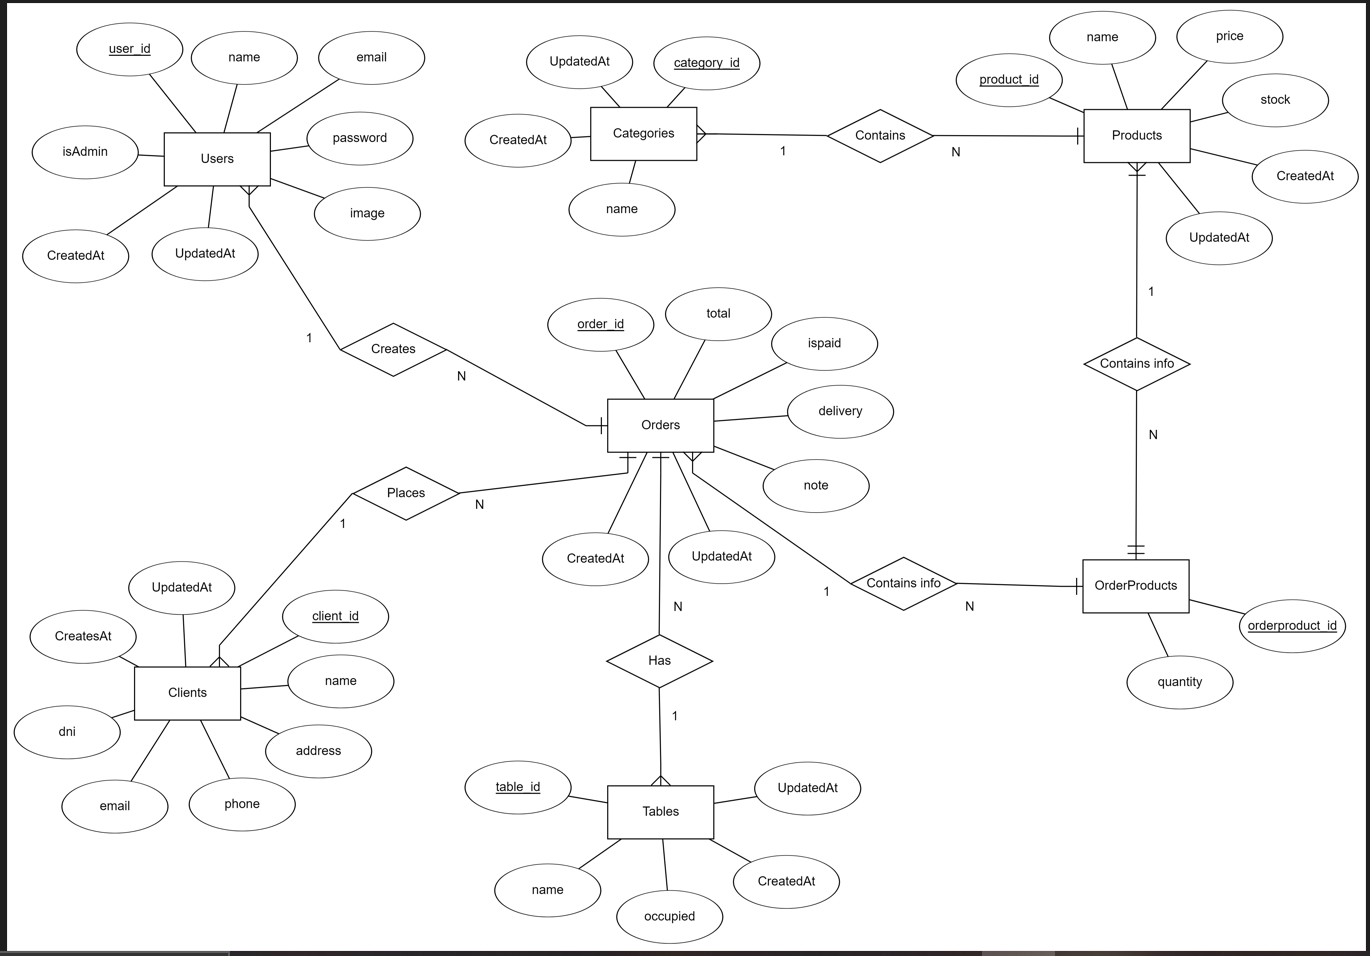 user_id
name
email
password
image
UpdatedAt
CreatedAt
isAdmin
Users
UpdatedAt
category_id
CreatedAt
Categories
name
1
Contains
N
product_id
name
price
stock
CreatedAt
UpdatedAt
Products
1
Creates
N
order_id
total
ispaid
delivery
note
Orders
CreatedAt
UpdatedAt
1
Contains info
N
Places
N
1
UpdatedAt
CreatesAt
client_id
name
Clients
dni
address
email
phone
N
Has
1
1
Contains info
N
OrderProducts
orderproduct_id
quantity
table_id
UpdatedAt
Tables
name
occupied
CreatedAt